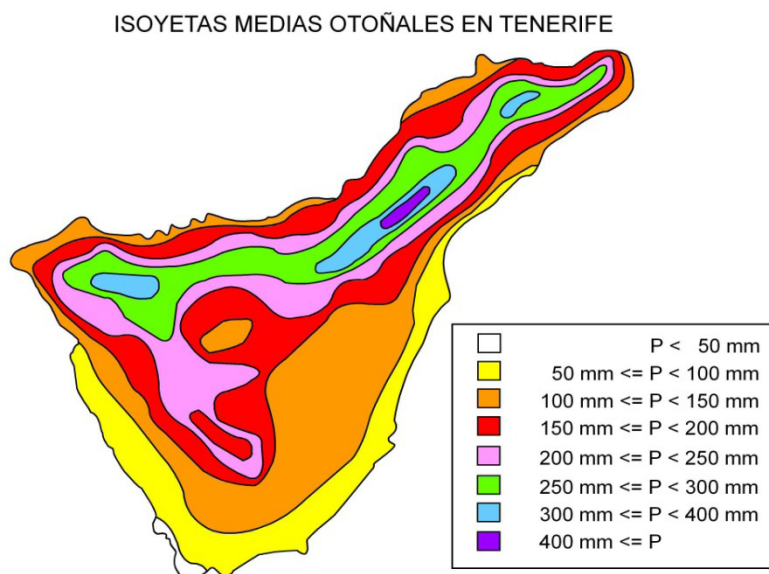 ISOYETAS MEDIAS OTOÑALES EN TENERIFE
P < 50 mm
50 mm <= P < 100 mm
100 mm <= P < 150 mm
150 mm <= P < 200 mm
200 mm <= P < 250 mm
250 mm <= P < 300 mm
300 mm <= P < 400 mm
400 mm <= P